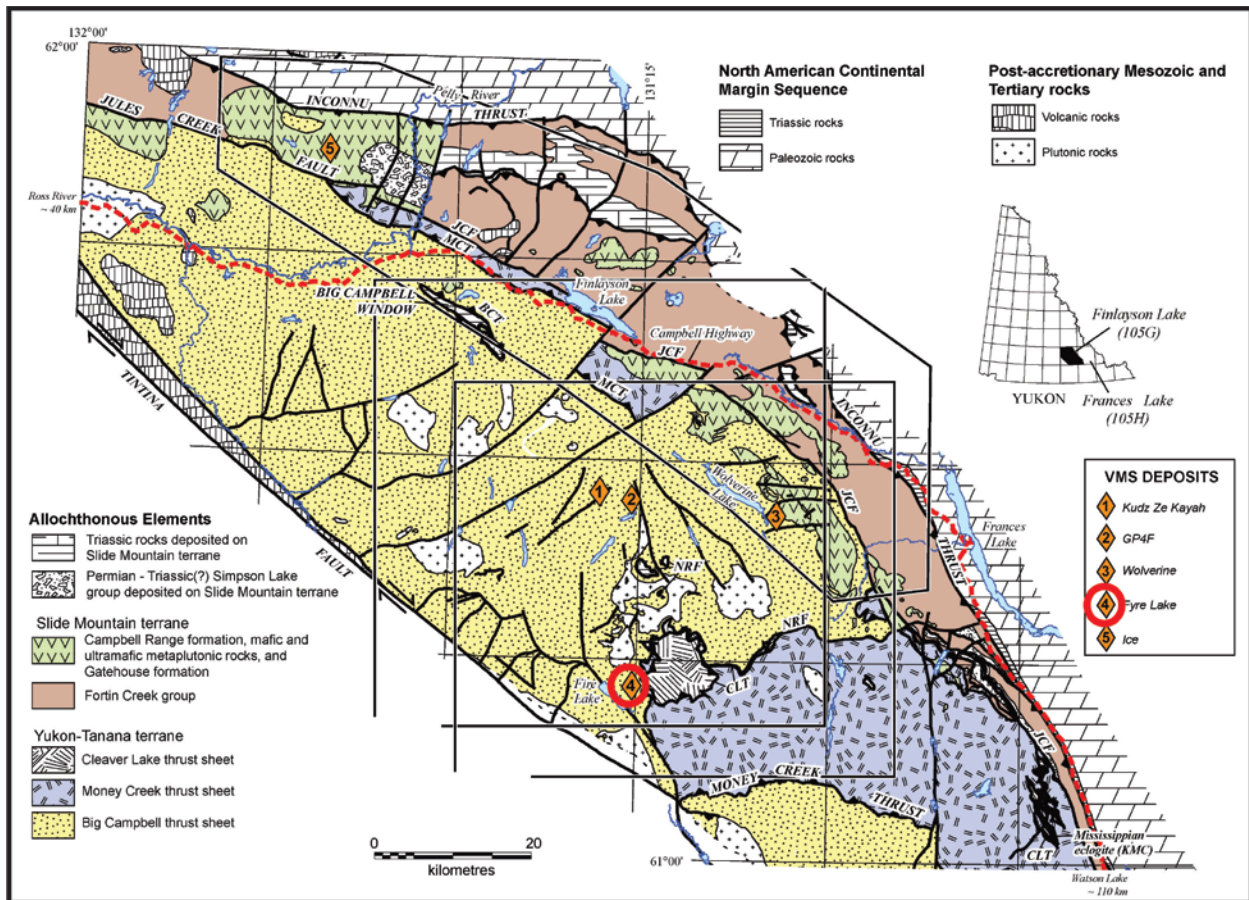 132°00'
62°00'
131°15'
Pelly River
INCONNU
THRUST
JULES
CREEK
FAULT
5
Ross River
~ 40 km
JCF
MCT
BIG CAMPBELL
WINDOW
BCT
Finlayson
Lake
Campbell Highway
JCF
MCT
INCONNU
THRUST
TINTINA
FAULT
Wolverine
Lake
1
2
3
JCF
Frances
Lake
NRF
NRF
Fire
Lake
4
CLT
MONEY CREEK
THRUST
JCF
CLT
Mississippian
eclogite (KMC)
Watson Lake
~ 110 km
61°00'
North American Continental
Margin Sequence
Triassic rocks
Paleozoic rocks
Post-accretionary Mesozoic and
Tertiary rocks
Volcanic rocks
Plutonic rocks
Finlayson Lake
(105G)
YUKON
Frances Lake
(105H)
VMS DEPOSITS
1 Kudz Ze Kayah
2 GP4F
3 Wolverine
4 Fyre Lake
5 Ice
Allochthonous Elements
Triassic rocks deposited on
Slide Mountain terrane
Permian - Triassic(?) Simpson Lake
group deposited on Slide Mountain terrane
Slide Mountain terrane
Campbell Range formation, mafic and
ultramafic metaplutonic rocks, and
Gatehouse formation
Fortin Creek group
Yukon-Tanana terrane
Cleaver Lake thrust sheet
Money Creek thrust sheet
Big Campbell thrust sheet
0 20
kilometres